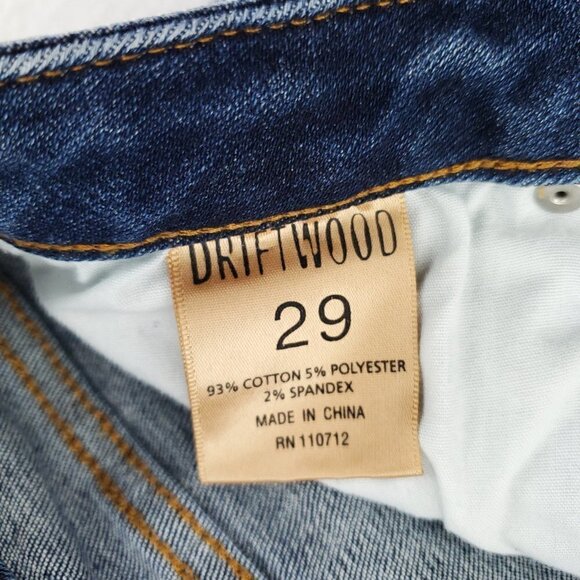 DRIFTWOOD
29
93% COTTON 5% POLYESTER
2% SPANDEX
MADE IN CHINA
RN 110712